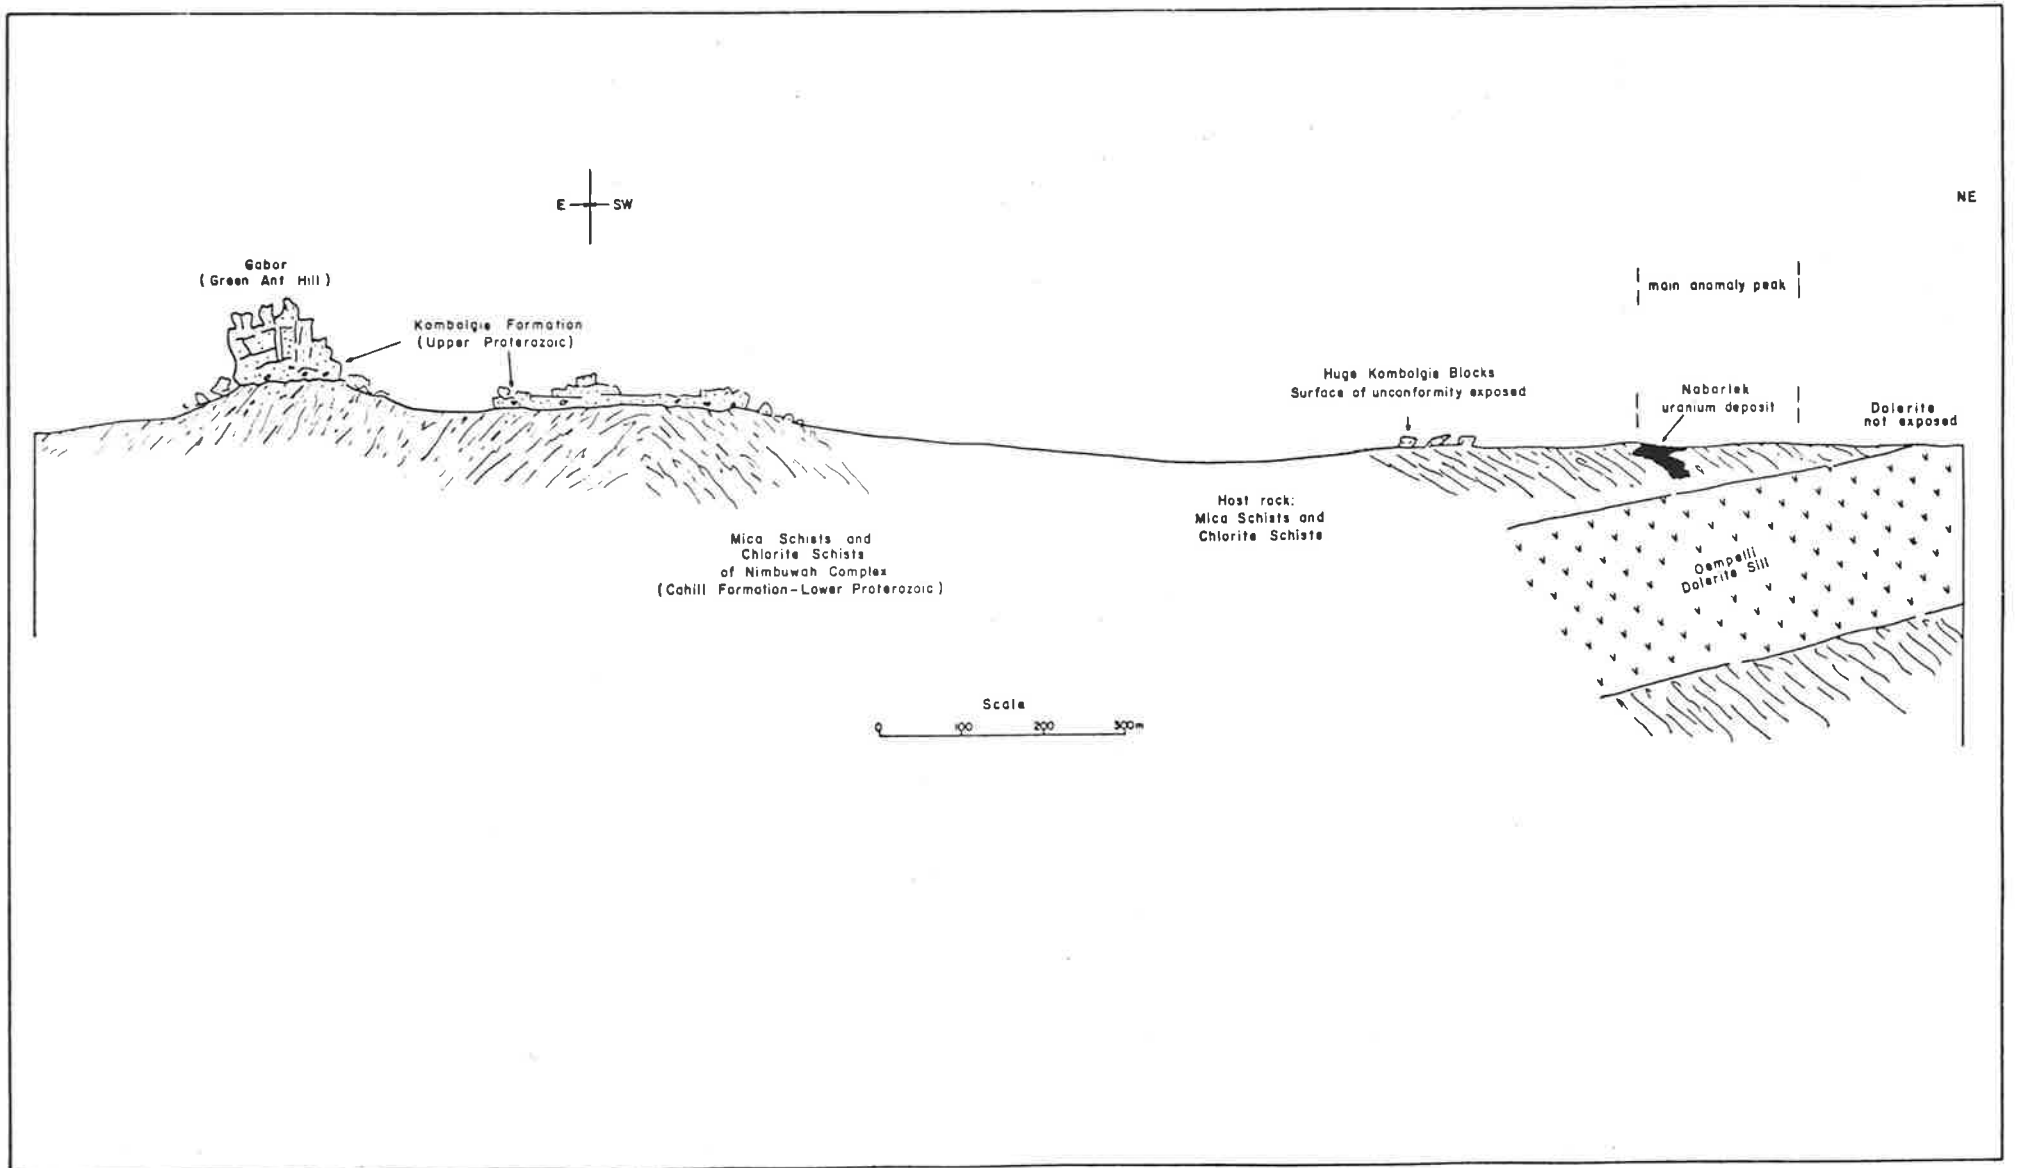 E SW
NE
Gabor
(Green Ant Hill)
main anomaly peak
Kombolgie Formation
(Upper Proterozoic)
Huge Kombolgie Blocks
Surface of unconformity exposed
Nabarlek
uranium deposit
Dolerite
not exposed
Host rock:
Mica Schists and
Chlorite Schists
Mica Schists and
Chlorite Schists
of Nimbuwah Complex
(Cahill Formation-Lower Proterozoic)
Oempelli
Dolerite Sill
Scale
0 100 200 300m